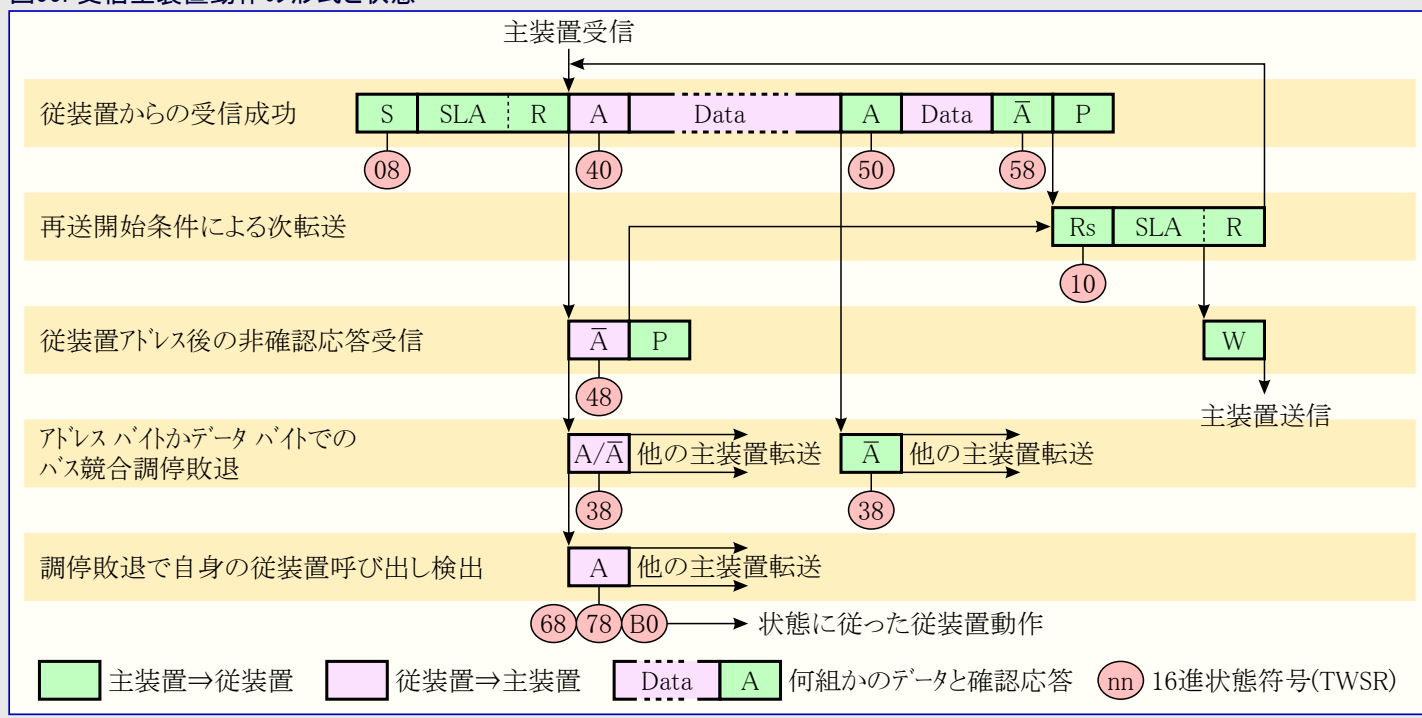 主装置受信
従装置からの受信成功 S SLA R A Data A Data A̅ P
08 40 50 58
再送開始条件による次転送 Rs SLA R
10
従装置アドレス後の非確認応答受信 A̅ P W
48
主装置送信
アドレス バイトかデータ バイトでの
バス競合調停敗退 A/A̅ 他の主装置転送 A̅ 他の主装置転送
38 38
調停敗退で自身の従装置呼び出し検出 A 他の主装置転送
68 78 B0 状態に従った従装置動作
主装置⇒従装置 従装置⇒主装置 Data A 何組かのデータと確認応答 nn 16進状態符号(TWSR)